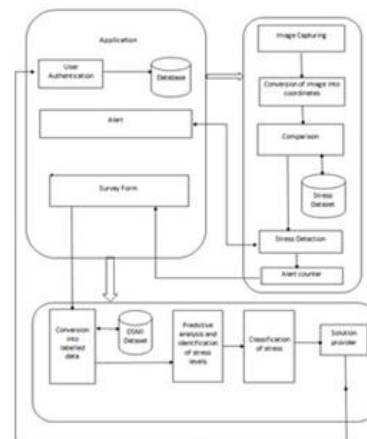 Application
User
Authentication
Database
Alert
Survey Form
Image Capturing
Conversion of image into
coordinates
Comparison
Stress
Dataset
Stress Detection
Alert counter
Conversion
into
labelled
data
OSMI
Dataset
Predictive
analysis and
identification
of stress
levels
Classification
of stress
Solution
provider